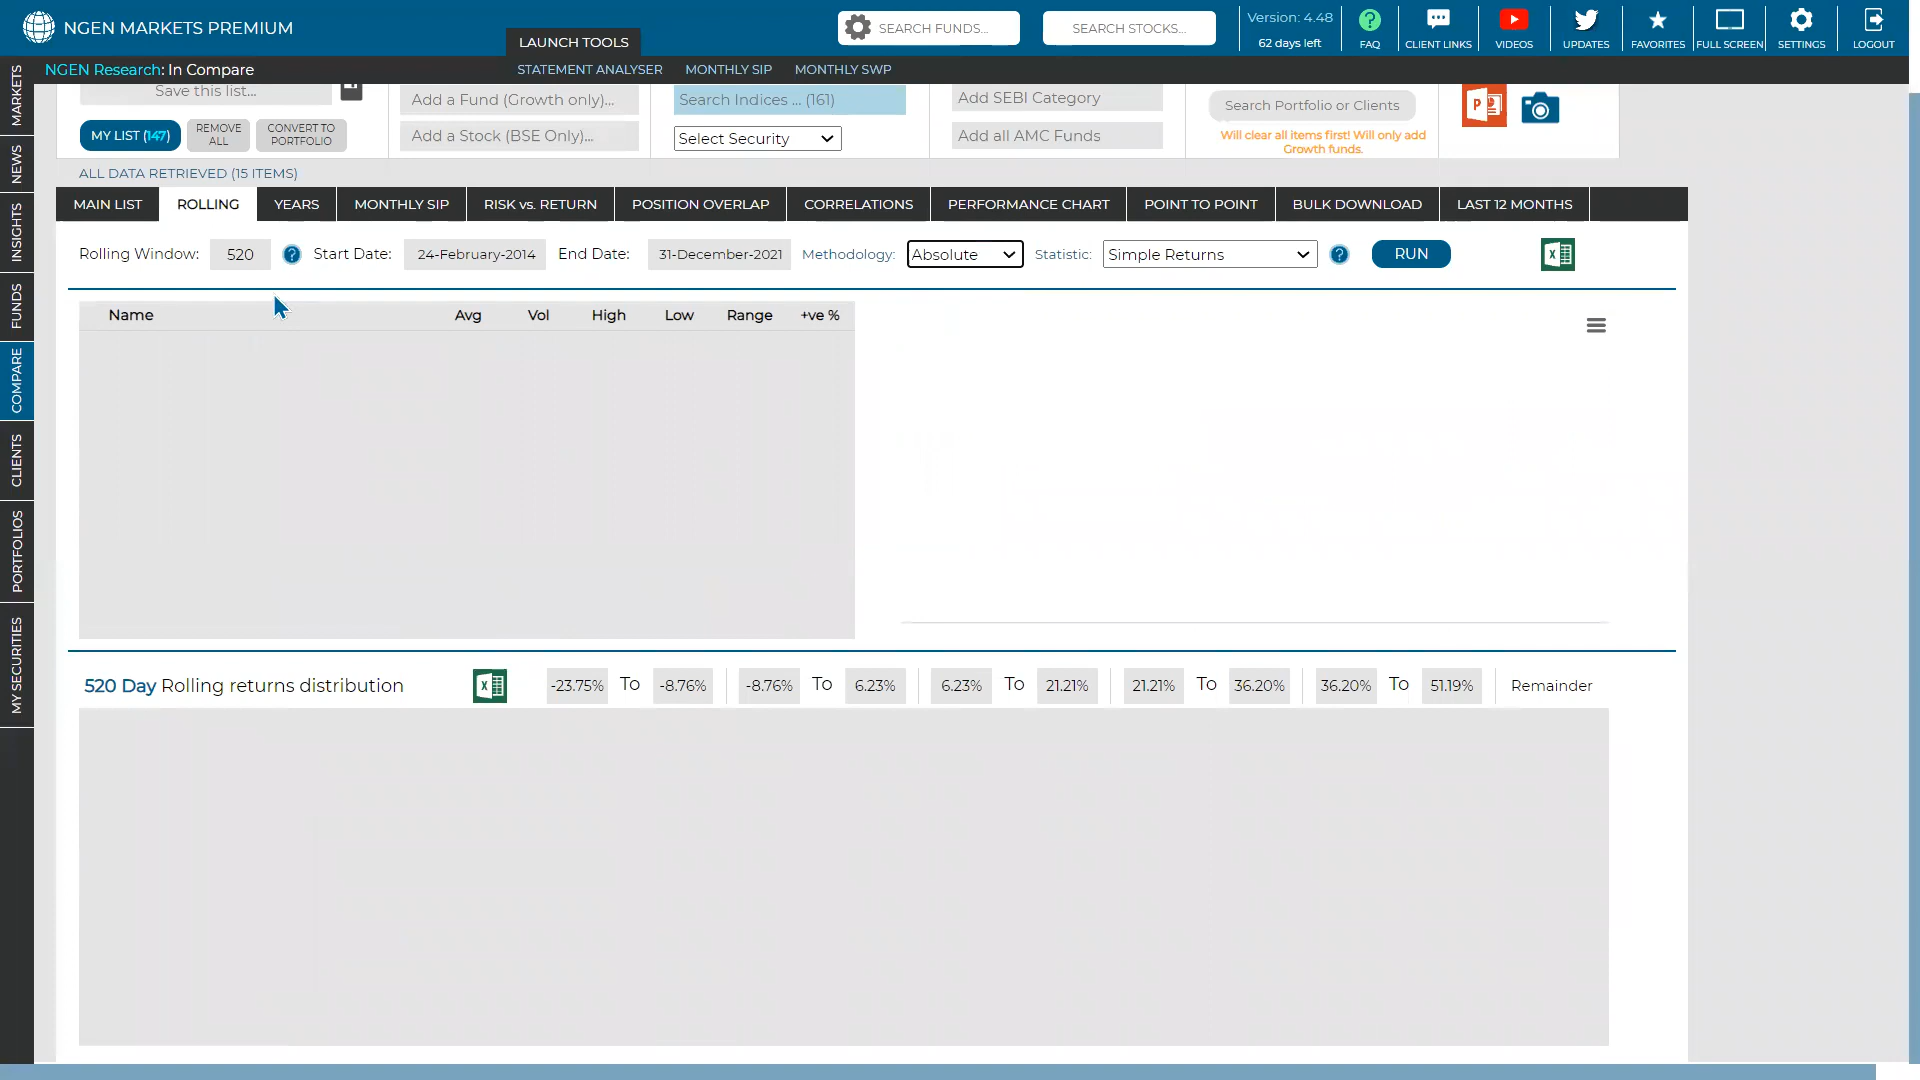 NGEN MARKETS PREMIUM
LAUNCH TOOLS
SEARCH FUNDS...
SEARCH STOCKS...
Version: 4.48
62 days left
FAQ
CLIENT LINKS
VIDEOS
UPDATES
FAVORITES
FULL SCREEN
SETTINGS
LOGOUT
NGEN Research: In Compare
STATEMENT ANALYSER
MONTHLY SIP
MONTHLY SWP
MARKETS
NEWS
INSIGHTS
FUNDS
COMPARE
CLIENTS
PORTFOLIOS
MY SECURITIES
Save this list...
MY LIST (147)
REMOVE
ALL
CONVERT TO
PORTFOLIO
Add a Fund (Growth only)...
Add a Stock (BSE Only)...
Search Indices ... (161)
Select Security
Add SEBI Category
Add all AMC Funds
Search Portfolio or Clients
Will clear all items first! Will only add
Growth funds.
ALL DATA RETRIEVED (15 ITEMS)
MAIN LIST
ROLLING
YEARS
MONTHLY SIP
RISK vs. RETURN
POSITION OVERLAP
CORRELATIONS
PERFORMANCE CHART
POINT TO POINT
BULK DOWNLOAD
LAST 12 MONTHS
Rolling Window: 520 ? Start Date: 24-February-2014 End Date: 31-December-2021 Methodology: Absolute Statistic: Simple Returns ? RUN
Name Avg Vol High Low Range +ve %
520 Day Rolling returns distribution
-23.75% To -8.76%
-8.76% To 6.23%
6.23% To 21.21%
21.21% To 36.20%
36.20% To 51.19%
Remainder